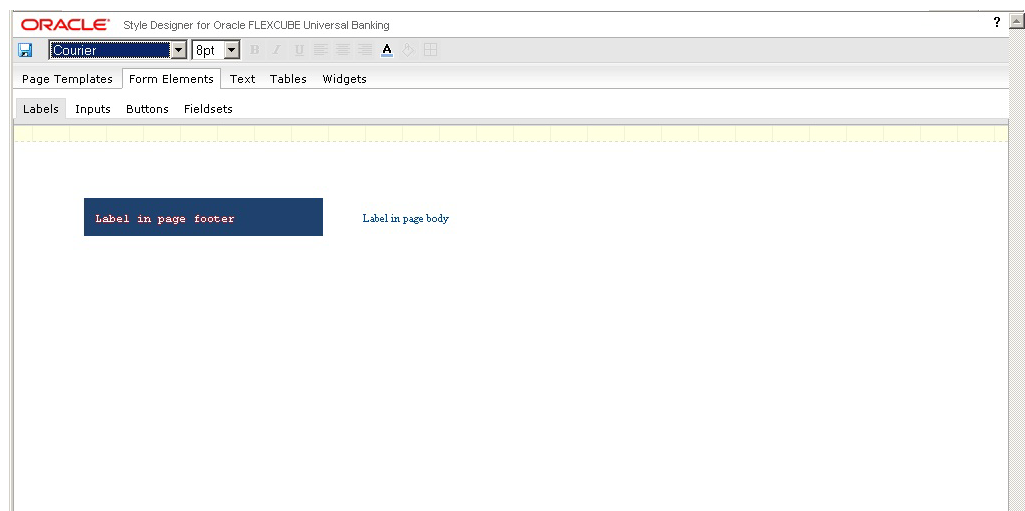 ORACLE® Style Designer for Oracle FLEXCUBE Universal Banking ?
Courier 8pt B I U A
Page Templates Form Elements Text Tables Widgets
Labels Inputs Buttons Fieldsets
Label in page footer Label in page body